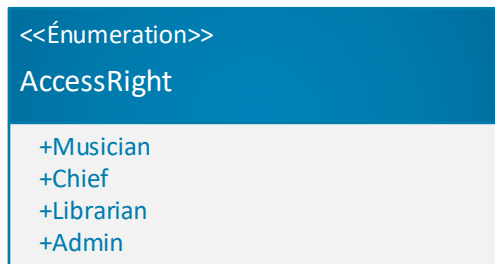 <<Énumeration>>
AccessRight
+Musician
+Chief
+Librarian
+Admin